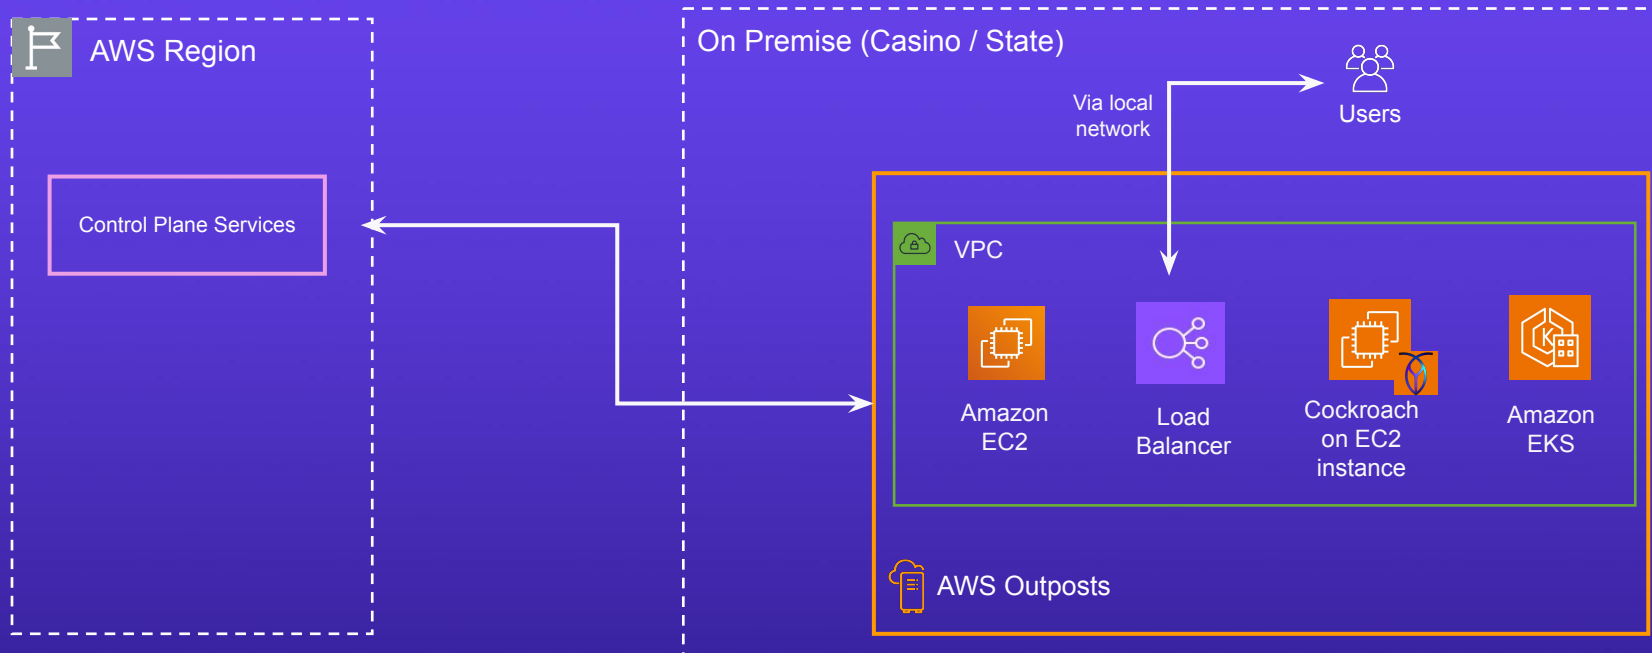 AWS Region
On Premise (Casino / State)
Via local
network
Users
Control Plane Services
VPC
Amazon
EC2
Load
Balancer
Cockroach
on EC2
instance
Amazon
EKS
AWS Outposts